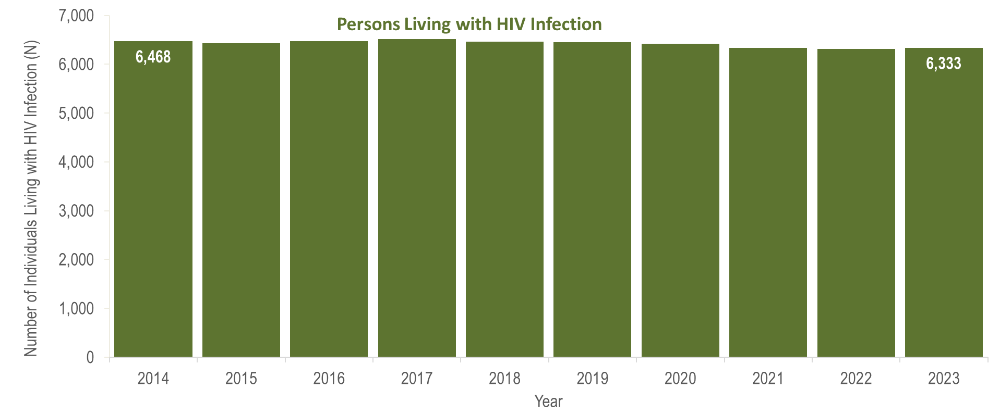 Persons Living with HIV Infection
Number of Individuals Living with HIV Infection (N)
7,000
6,000
5,000
4,000
3,000
2,000
1,000
0
6,468
6,333
2014 2015 2016 2017 2018 2019 2020 2021 2022 2023
Year